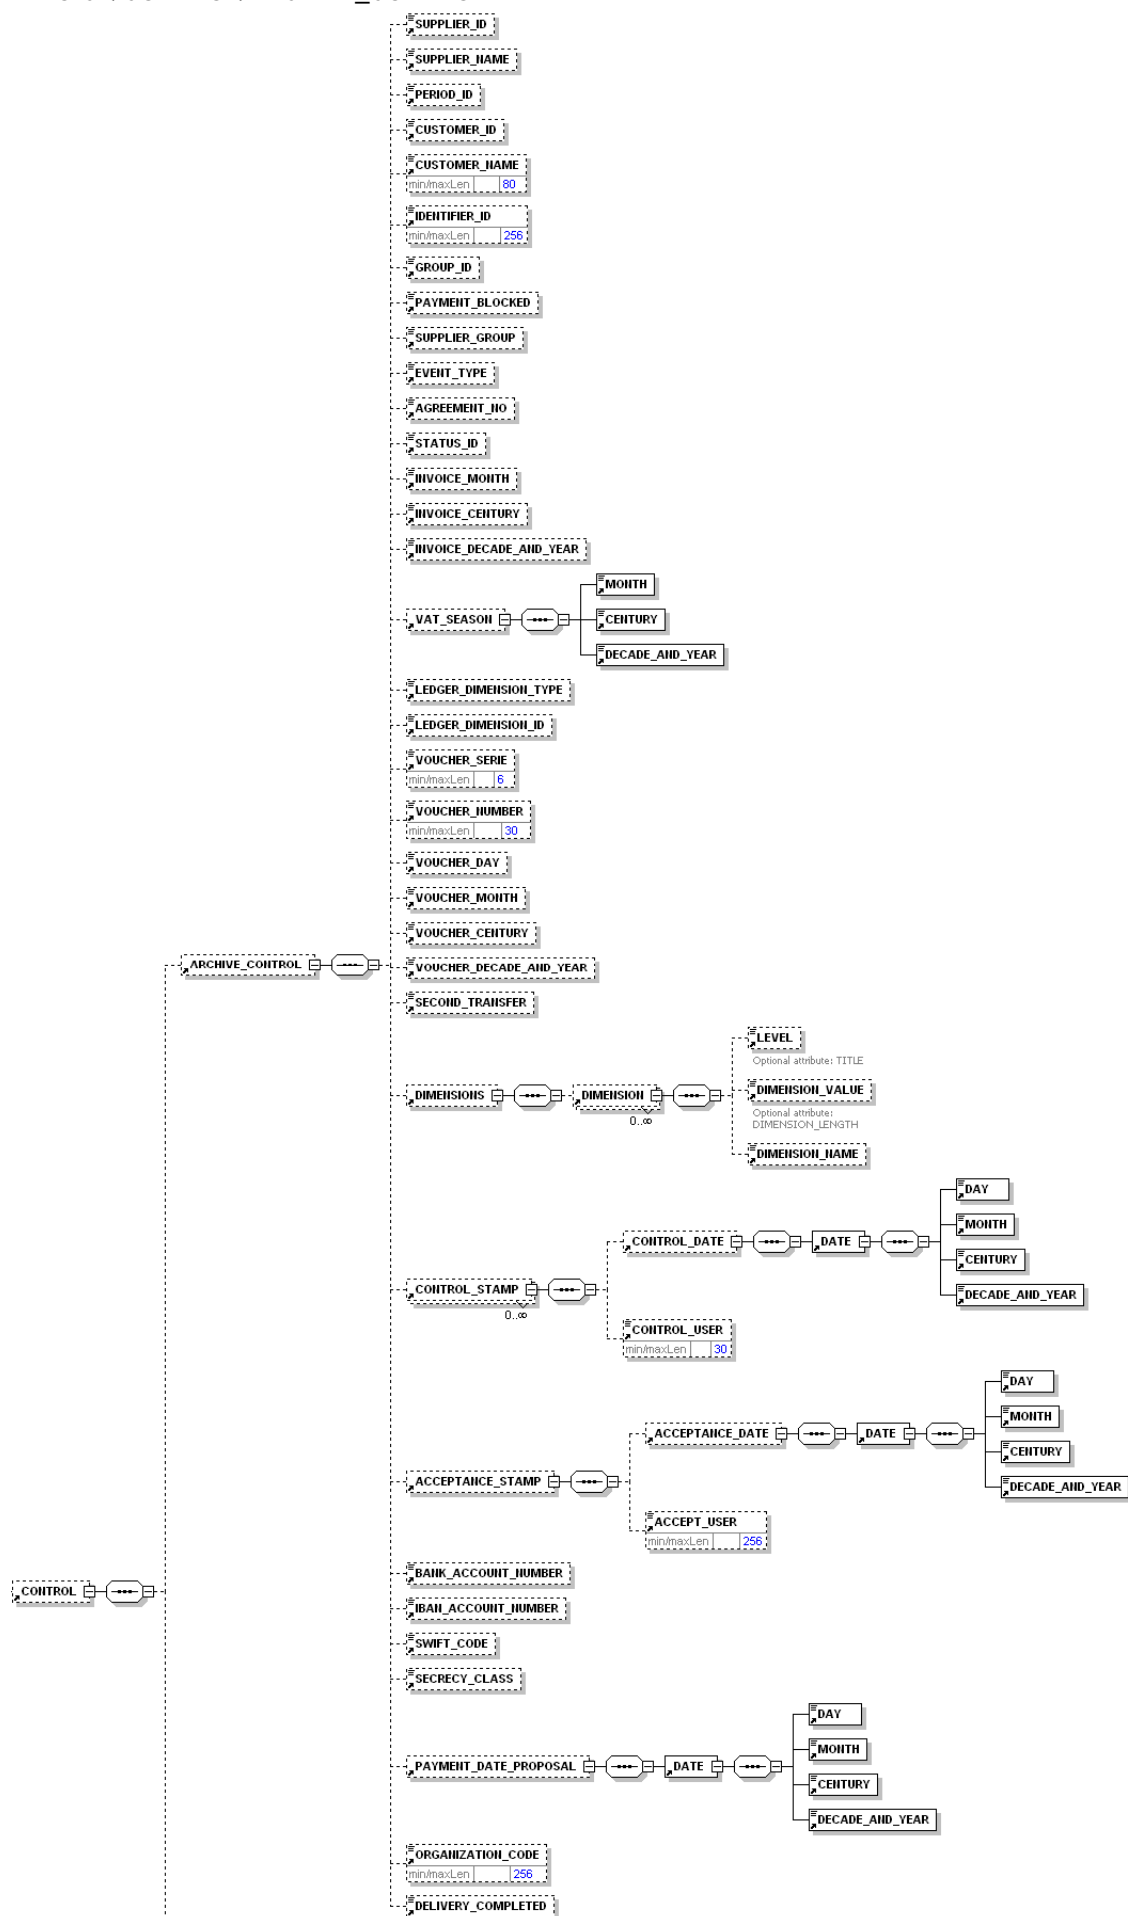 SUPPLIER_ID
SUPPLIER_NAME
PERIOD_ID
CUSTOMER_ID
CUSTOMER_NAME
min/maxLen 80
IDENTIFIER_ID
min/maxLen 256
GROUP_ID
PAYMENT_BLOCKED
SUPPLIER_GROUP
EVENT_TYPE
AGREEMENT_NO
STATUS_ID
INVOICE_MONTH
INVOICE_CENTURY
INVOICE_DECADE_AND_YEAR
MONTH
VAT_SEASON
CENTURY
DECADE_AND_YEAR
LEDGER_DIMENSION_TYPE
LEDGER_DIMENSION_ID
VOUCHER_SERIE
min/maxLen 6
VOUCHER_NUMBER
min/maxLen 30
VOUCHER_DAY
VOUCHER_MONTH
VOUCHER_CENTURY
ARCHIVE_CONTROL
VOUCHER_DECADE_AND_YEAR
SECOND_TRANSFER
LEVEL
Optional attribute: TITLE
DIMENSIONS
DIMENSION
0..∞
DIMENSION_VALUE
Optional attribute:
DIMENSION_LENGTH
DIMENSION_NAME
DAY
MONTH
CONTROL_DATE
DATE
CENTURY
DECADE_AND_YEAR
CONTROL_STAMP
0..∞
CONTROL_USER
min/maxLen 30
DAY
MONTH
ACCEPTANCE_DATE
DATE
CENTURY
DECADE_AND_YEAR
ACCEPTANCE_STAMP
ACCEPT_USER
min/maxLen 256
BANK_ACCOUNT_NUMBER
CONTROL
IBAN_ACCOUNT_NUMBER
SWIFT_CODE
SECRECY_CLASS
DAY
MONTH
PAYMENT_DATE_PROPOSAL
DATE
CENTURY
DECADE_AND_YEAR
ORGANIZATION_CODE
min/maxLen 256
DELIVERY_COMPLETED